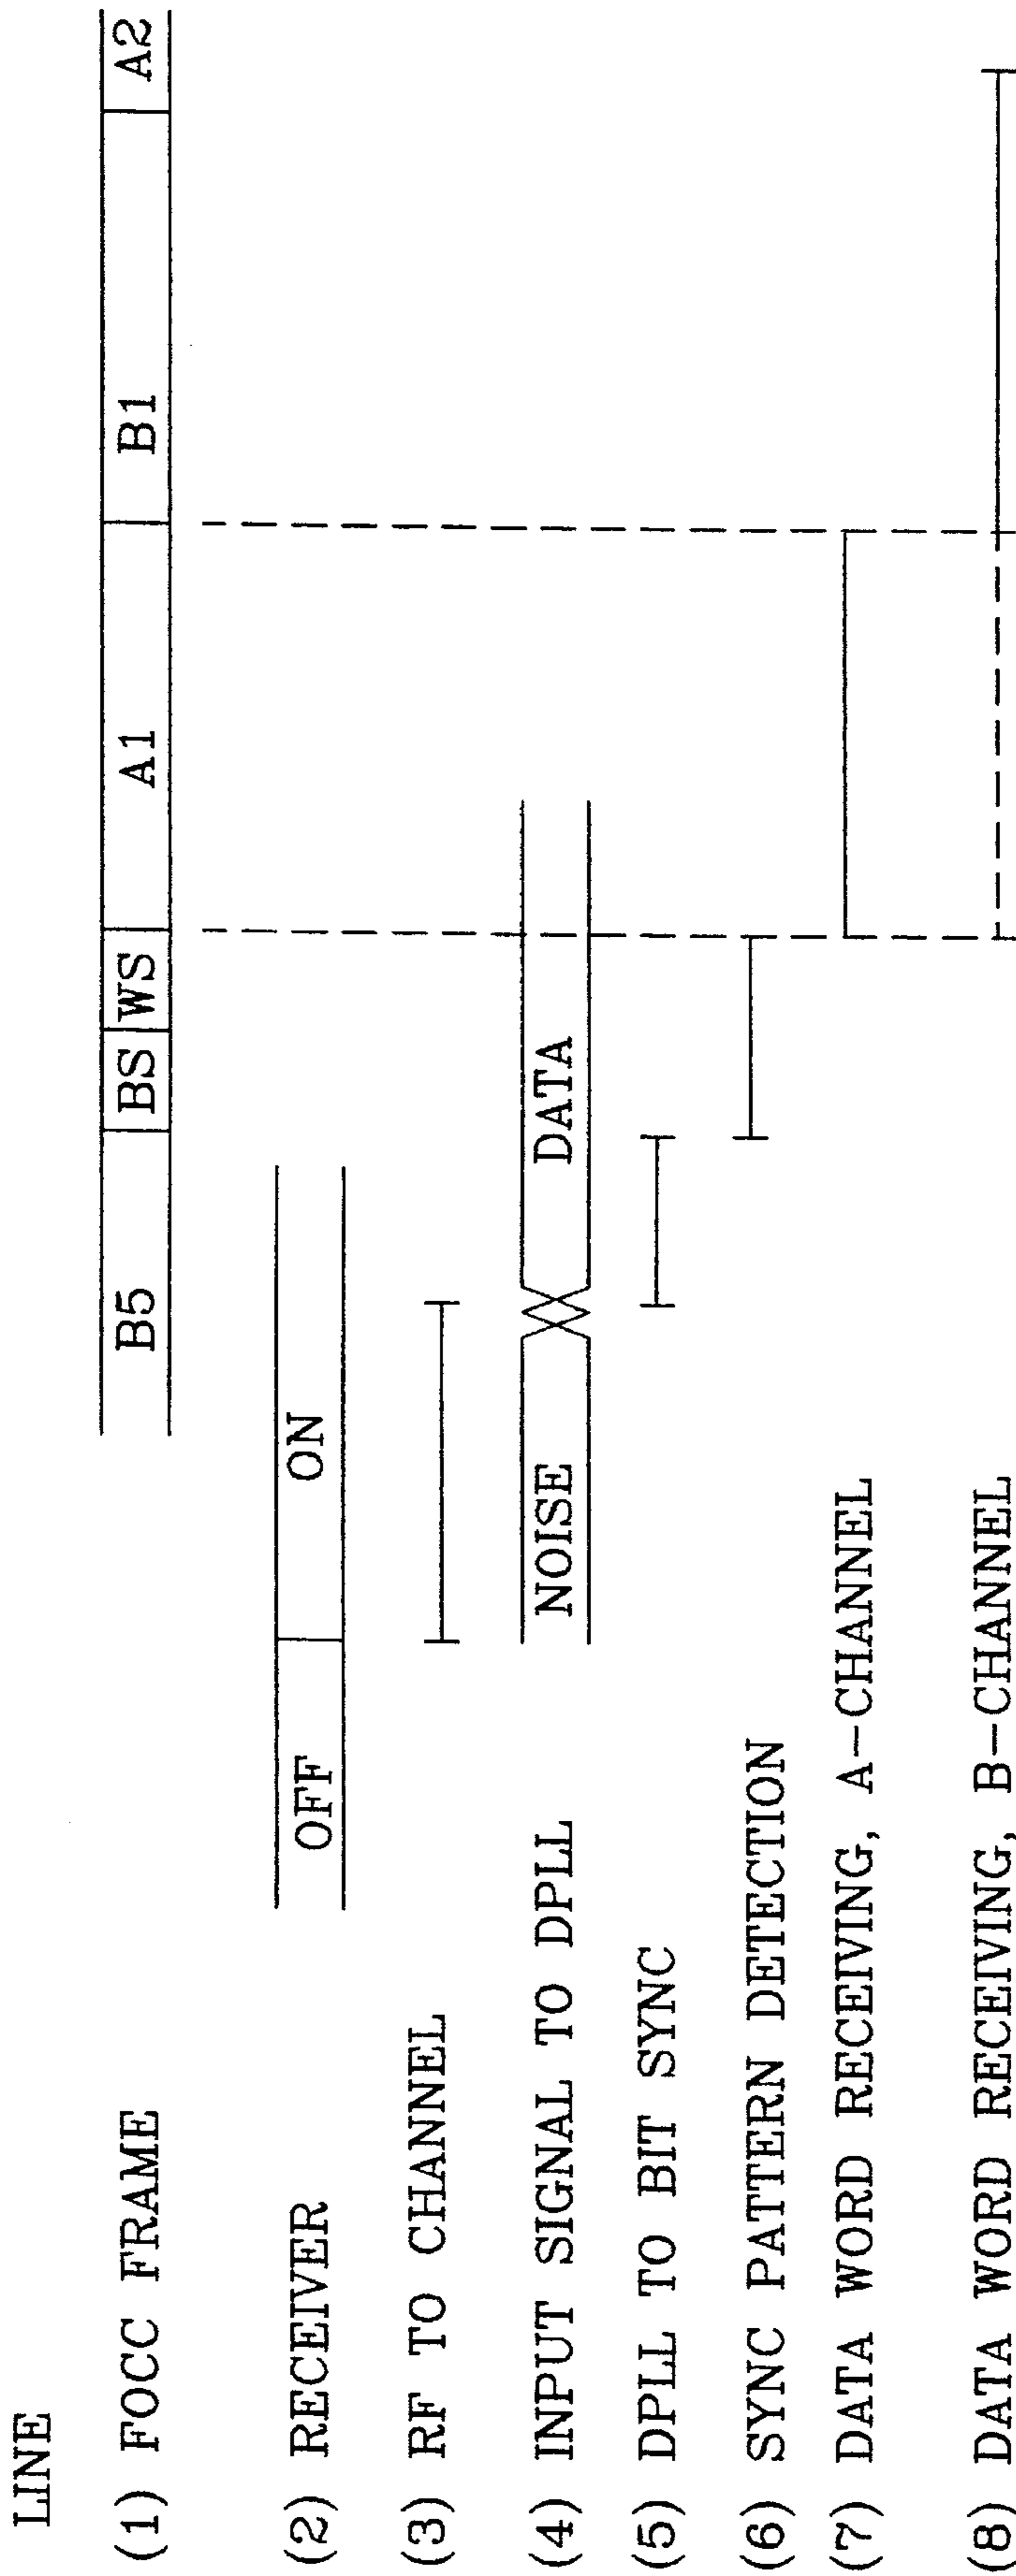 LINE
(1) FOCC FRAME
B5 BS WS A1 B1 A2
(2) RECEIVER
OFF ON
(3) RF TO CHANNEL
(4) INPUT SIGNAL TO DPLL
NOISE DATA
(5) DPLL TO BIT SYNC
(6) SYNC PATTERN DETECTION
(7) DATA WORD RECEIVING, A-CHANNEL
(8) DATA WORD RECEIVING, B-CHANNEL